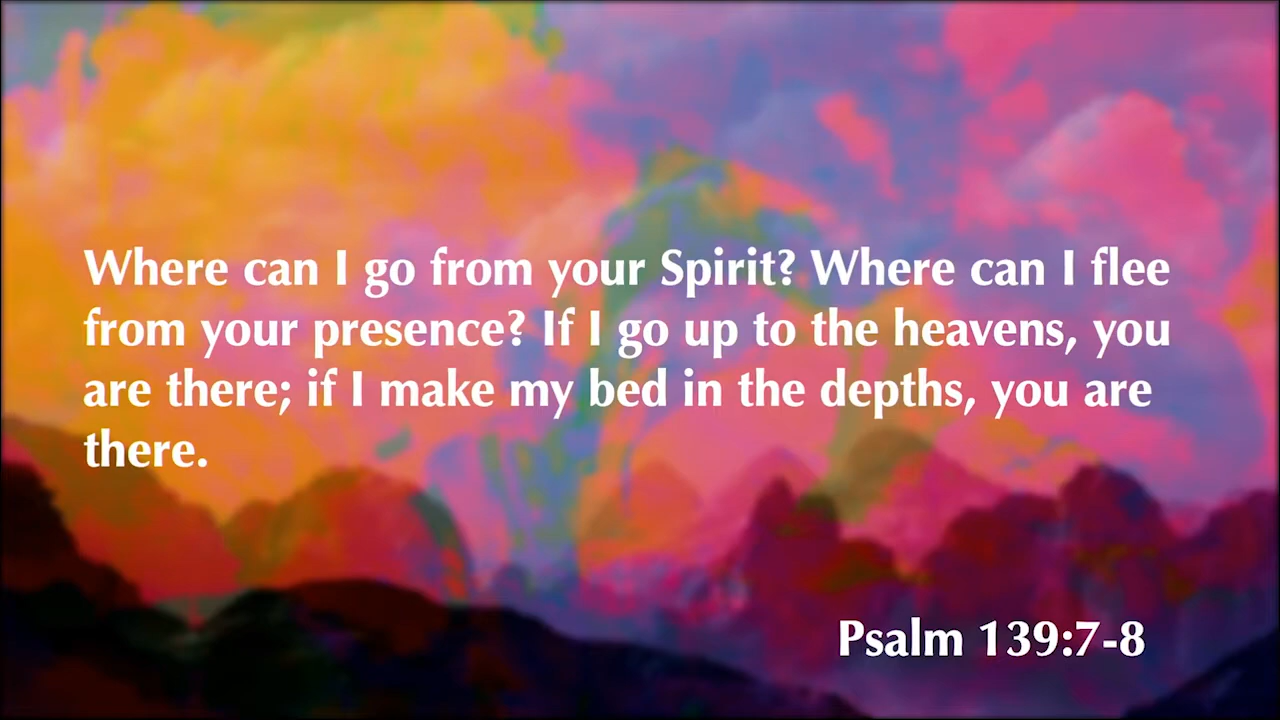 Where can I go from your Spirit? Where can I flee
from your presence? If I go up to the heavens, you
are there; if I make my bed in the depths, you are
there.
Psalm 139:7-8